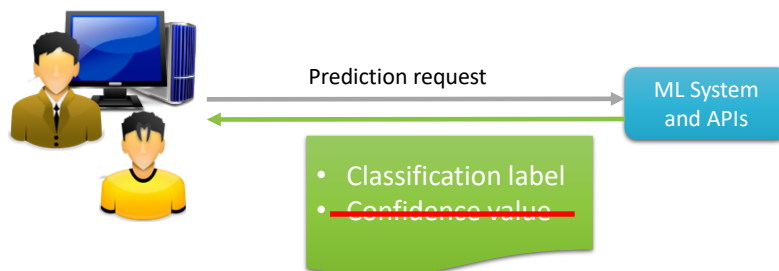 Prediction request
ML System
and APIs
• Classification label
• Confidence value